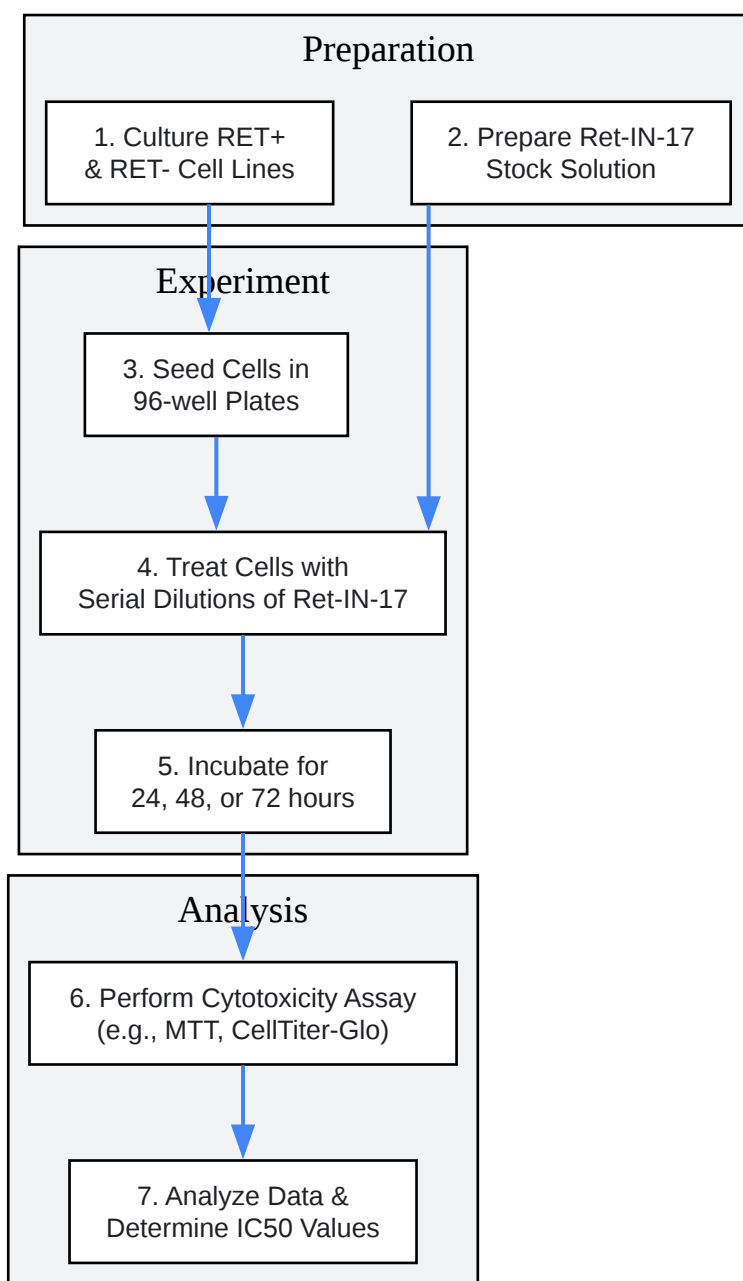 Preparation
1. Culture RET+
& RET- Cell Lines
2. Prepare Ret-IN-17
Stock Solution
Experiment
3. Seed Cells in
96-well Plates
4. Treat Cells with
Serial Dilutions of Ret-IN-17
5. Incubate for
24, 48, or 72 hours
Analysis
6. Perform Cytotoxicity Assay
(e.g., MTT, CellTiter-Glo)
7. Analyze Data &
Determine IC50 Values